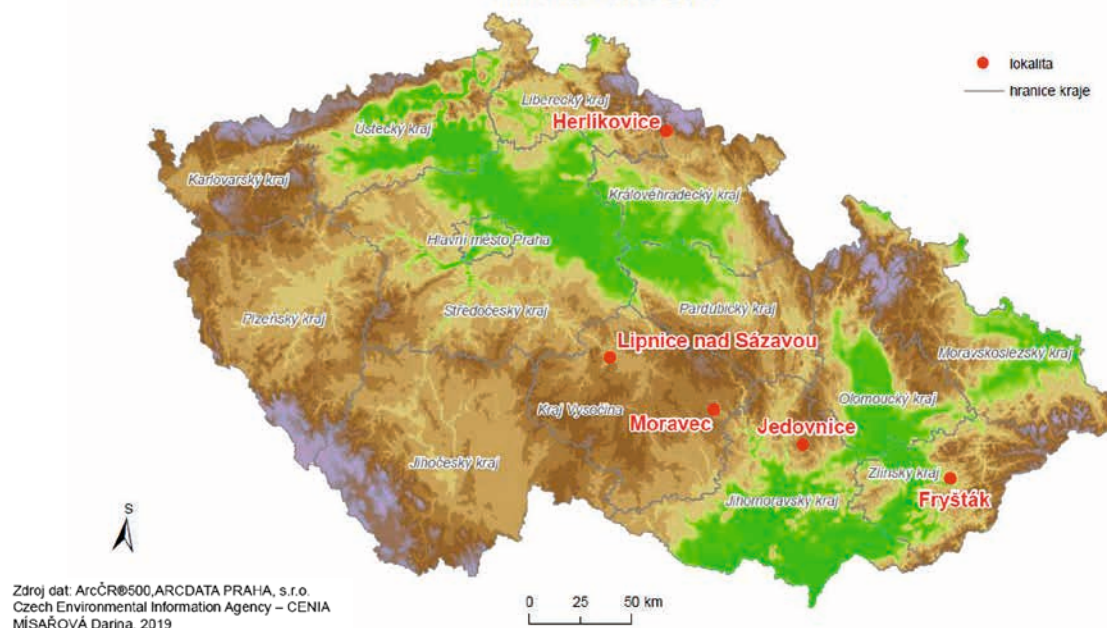 lokalita
hranice kraje
Liberecký kraj
Herlíkovice
Ústecký kraj
Karlovarský kraj
Královéhradecký kraj
Hlavní město Praha
Středočeský kraj
Pardubický kraj
Plzeňský kraj
Lipnice nad Sázavou
Moravskoslezský kraj
Olomoucký kraj
Kraj Vysočina
Moravec
Jedovnice
Jihočeský kraj
Zlínský kraj
Fryšták
Jihomoravský kraj
S
Zdroj dat: ArcČR®500,ARCDATA PRAHA, s.r.o.
Czech Environmental Information Agency – CENIA
MÍSAŘOVÁ Darina, 2019
0 25 50 km